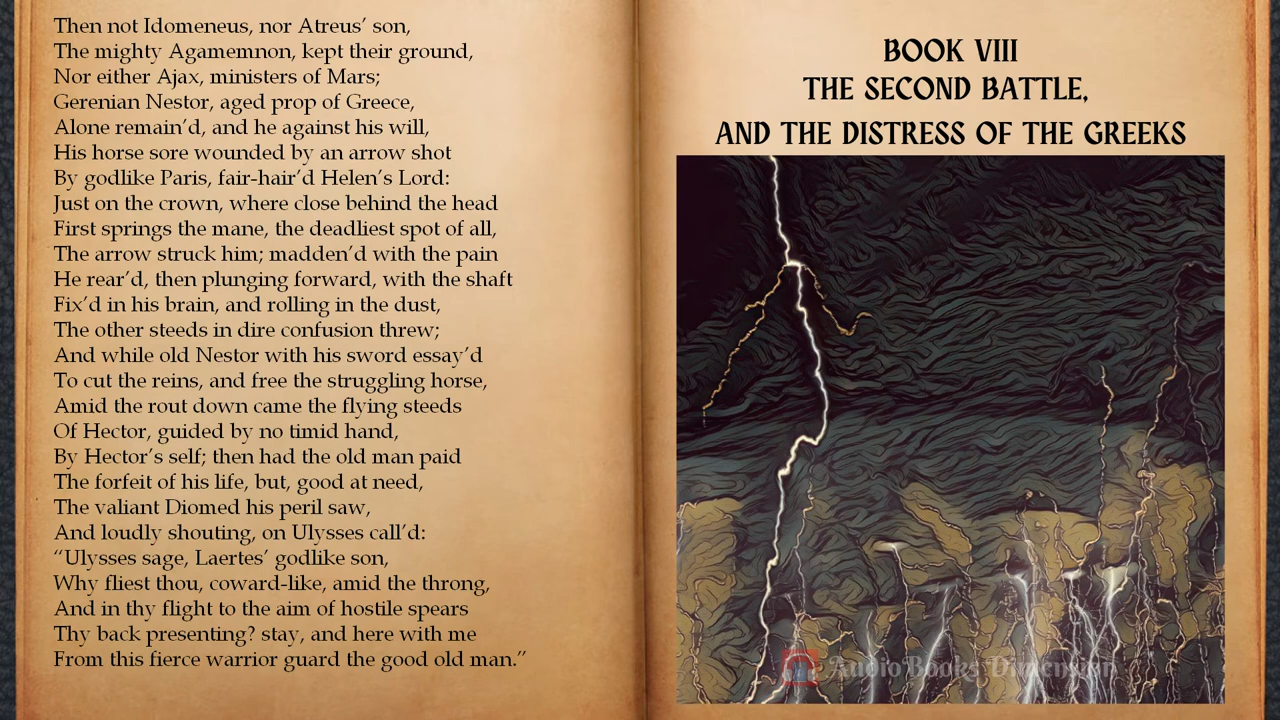 Then not Idomeneus, nor Atreus’ son,
The mighty Agamemnon, kept their ground,
Nor either Ajax, ministers of Mars;
Gerenian Nestor, aged prop of Greece,
Alone remain’d, and he against his will,
His horse sore wounded by an arrow shot
By godlike Paris, fair-hair’d Helen’s Lord:
Just on the crown, where close behind the head
First springs the mane, the deadliest spot of all,
The arrow struck him; madden’d with the pain
He rear’d, then plunging forward, with the shaft
Fix’d in his brain, and rolling in the dust,
The other steeds in dire confusion threw;
And while old Nestor with his sword essay’d
To cut the reins, and free the struggling horse,
Amid the rout down came the flying steeds
Of Hector, guided by no timid hand,
By Hector’s self; then had the old man paid
The forfeit of his life, but, good at need,
The valiant Diomed his peril saw,
And loudly shouting, on Ulysses call’d:
“Ulysses sage, Laertes’ godlike son,
Why fliest thou, coward-like, amid the throng,
And in thy flight to the aim of hostile spears
Thy back presenting? stay, and here with me
From this fierce warrior guard the good old man.”
BOOK VIII
THE SECOND BATTLE,
AND THE DISTRESS OF THE GREEKS
AudioBooks Dimension